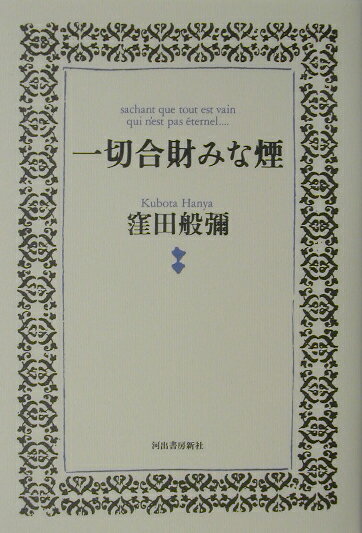 sachant que tout est vain
qui n'est pas éternel....
一切合財みな煙
Kubota Hanya
窪田般彌
河出書房新社